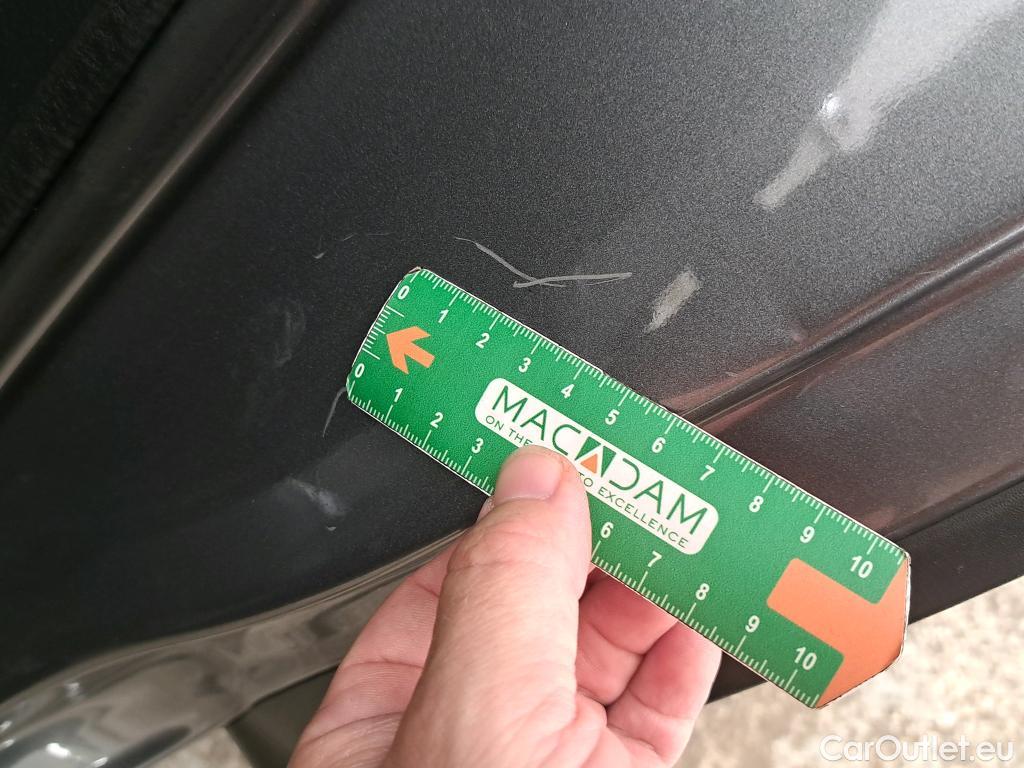 0 1 2 3 4 5 6 7 8 9 10
MACADAM
ON THE TO EXCELLENCE
0 1 2 3 6 7 8 9 10
CarOutlet.eu